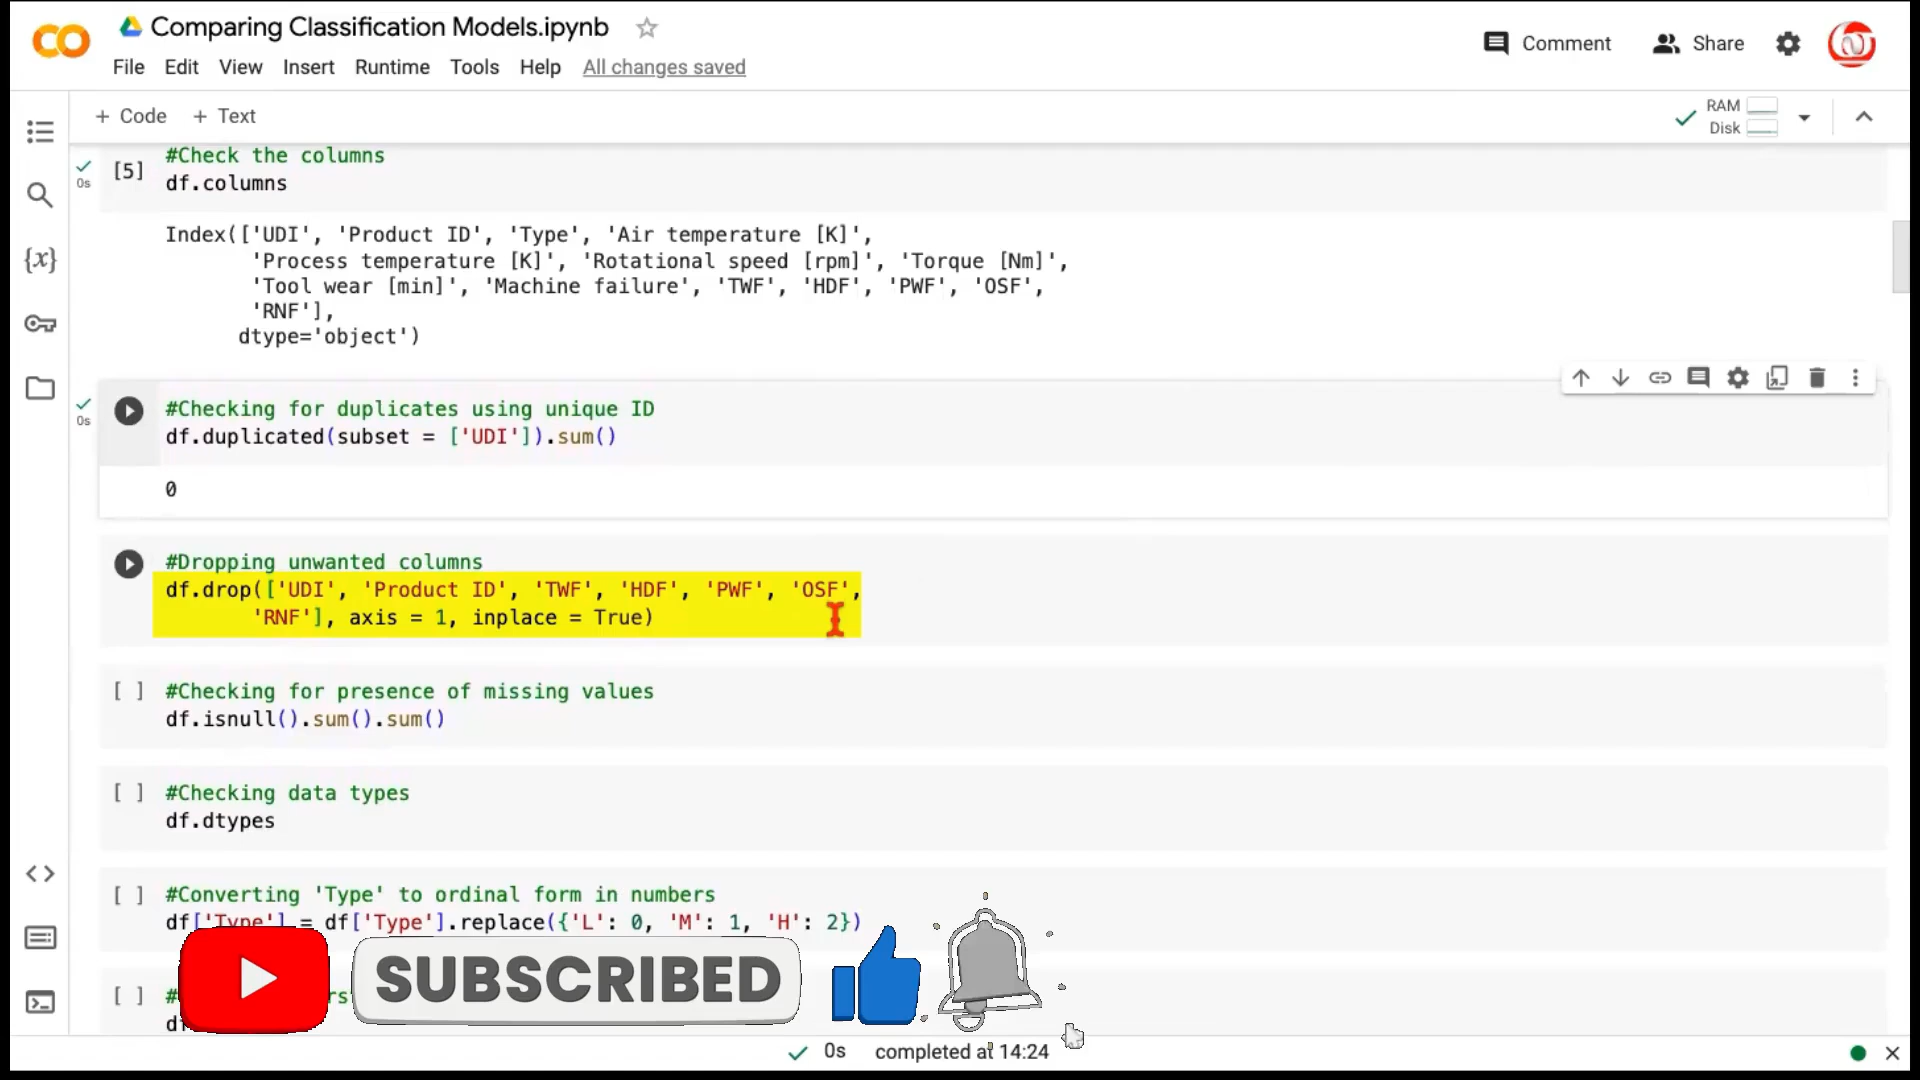 Comparing Classification Models.ipynb
File Edit View Insert Runtime Tools Help All changes saved
Comment Share
+ Code + Text
RAM
Disk
0s [5] #Check the columns
df.columns
Index(['UDI', 'Product ID', 'Type', 'Air temperature [K]',
'Process temperature [K]', 'Rotational speed [rpm]', 'Torque [Nm]',
'Tool wear [min]', 'Machine failure', 'TWF', 'HDF', 'PWF', 'OSF',
'RNF'],
dtype='object')
0s #Checking for duplicates using unique ID
df.duplicated(subset = ['UDI']).sum()
0
#Dropping unwanted columns
df.drop(['UDI', 'Product ID', 'TWF', 'HDF', 'PWF', 'OSF',
'RNF'], axis = 1, inplace = True)
[ ] #Checking for presence of missing values
df.isnull().sum().sum()
[ ] #Checking data types
df.dtypes
[ ] #Converting 'Type' to ordinal form in numbers
df['Type'] = df['Type'].replace({'L': 0, 'M': 1, 'H': 2})
[ ] #
SUBSCRIBED
0s completed at 14:24